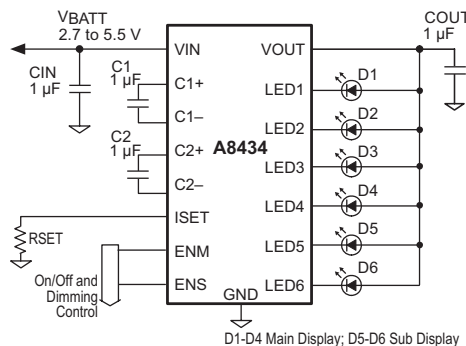 VBATT
2.7 to 5.5 V
COUT
1 µF
VIN
VOUT
CIN
1 µF
C1
1 µF
C1+
C1–
C2
1 µF
C2+
C2–
A8434
LED1
D1
LED2
D2
LED3
D3
LED4
D4
LED5
D5
LED6
D6
ISET
RSET
ENM
ENS
On/Off and
Dimming
Control
GND
D1-D4 Main Display; D5-D6 Sub Display